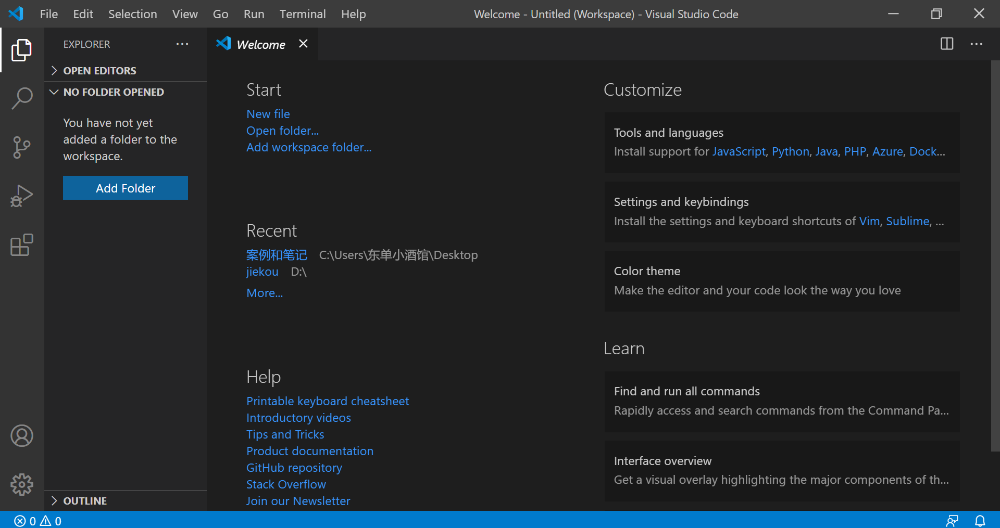 File Edit Selection View Go Run Terminal Help
Welcome - Untitled (Workspace) - Visual Studio Code
EXPLORER
OPEN EDITORS
NO FOLDER OPENED
You have not yet
added a folder to the
workspace.
Add Folder
OUTLINE
Welcome
Start
New file
Open folder...
Add workspace folder...
Recent
案例和笔记 C:\Users\东单小酒馆\Desktop
jiekou D:\
More...
Help
Printable keyboard cheatsheet
Introductory videos
Tips and Tricks
Product documentation
GitHub repository
Stack Overflow
Join our Newsletter
Customize
Tools and languages
Install support for JavaScript, Python, Java, PHP, Azure, Dock...
Settings and keybindings
Install the settings and keyboard shortcuts of Vim, Sublime, ...
Color theme
Make the editor and your code look the way you love
Learn
Find and run all commands
Rapidly access and search commands from the Command Pa...
Interface overview
Get a visual overlay highlighting the major components of th...
0 0